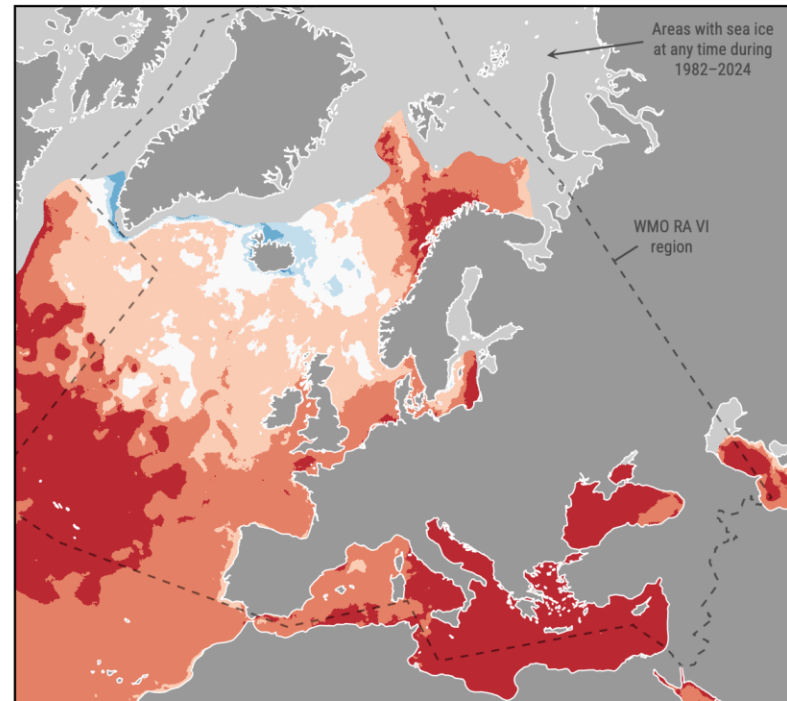 Areas with sea ice
at any time during
1982–2024
WMO RA VI
region